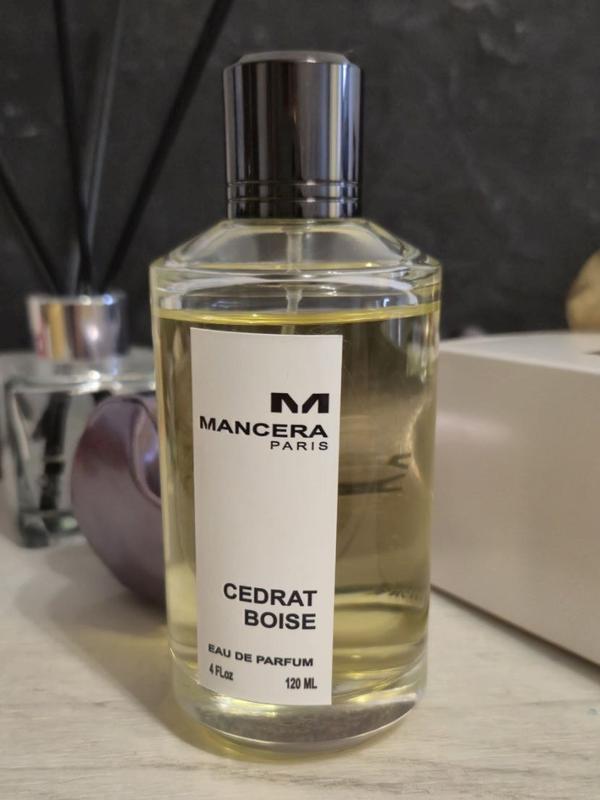 M
MANCERA
PARIS
CEDRAT
BOISE
EAU DE PARFUM
4 FLoz 120 ML